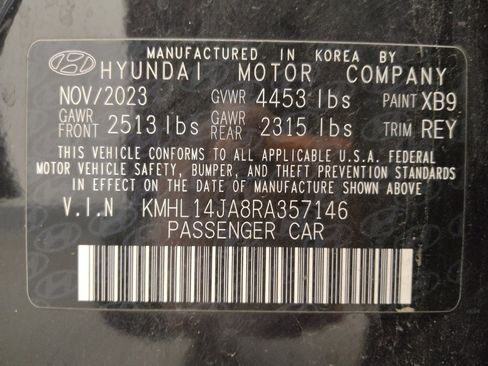 MANUFACTURED IN KOREA BY
HYUNDAI MOTOR COMPANY
NOV/2023 GVWR 4453 lbs PAINT XB9
GAWR FRONT 2513 lbs GAWR REAR 2315 lbs TRIM REY
THIS VEHICLE CONFORMS TO ALL APPLICABLE U.S.A. FEDERAL
MOTOR VEHICLE SAFETY, BUMPER, AND THEFT PREVENTION STANDARDS
IN EFFECT ON THE DATE OF MANUFACTURE SHOWN ABOVE.
V.I.N KMHL14JA8RA357146
PASSENGER CAR